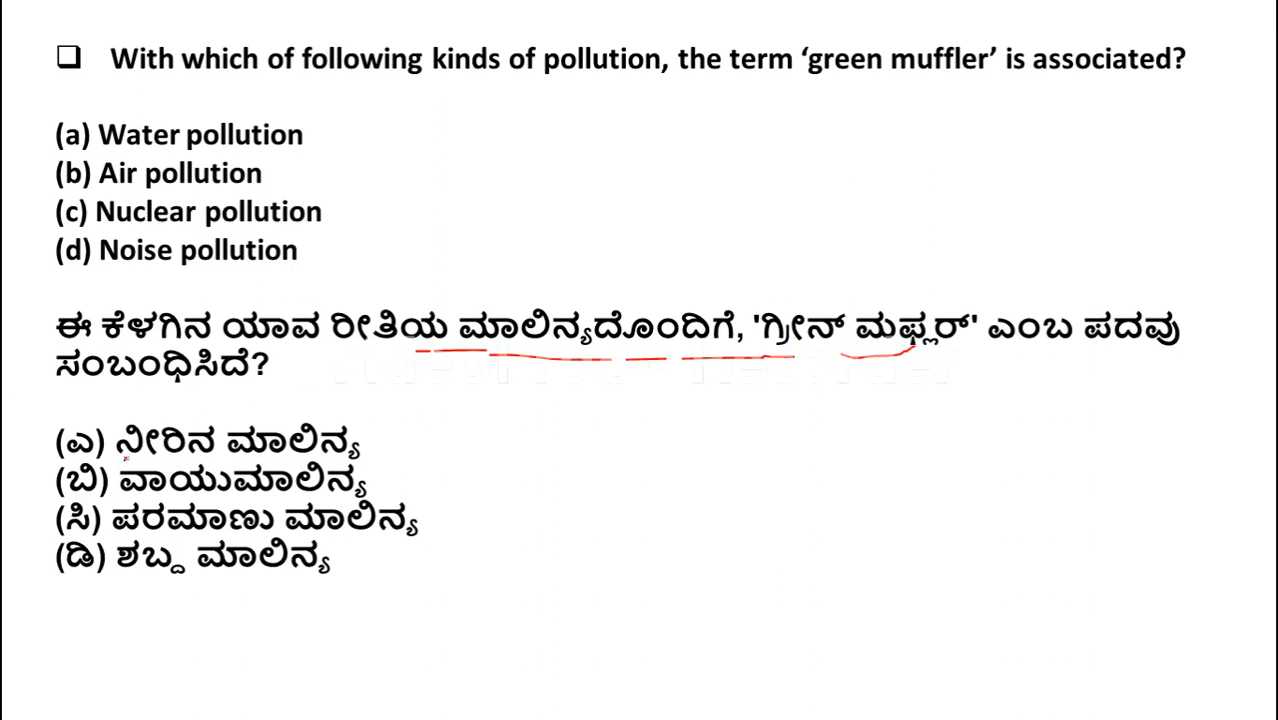 ❑ With which of following kinds of pollution, the term ‘green muffler’ is associated?
(a) Water pollution
(b) Air pollution
(c) Nuclear pollution
(d) Noise pollution
ಈ ಕೆಳಗಿನ ಯಾವ ರೀತಿಯ ಮಾಲಿನ್ಯದೊಂದಿಗೆ, 'ಗ್ರೀನ್ ಮಫ್ಲರ್' ಎಂಬ ಪದವು
ಸಂಬಂಧಿಸಿದೆ?
(ಎ) ನೀರಿನ ಮಾಲಿನ್ಯ
(ಬಿ) ವಾಯುಮಾಲಿನ್ಯ
(ಸಿ) ಪರಮಾಣು ಮಾಲಿನ್ಯ
(ಡಿ) ಶಬ್ದ ಮಾಲಿನ್ಯ